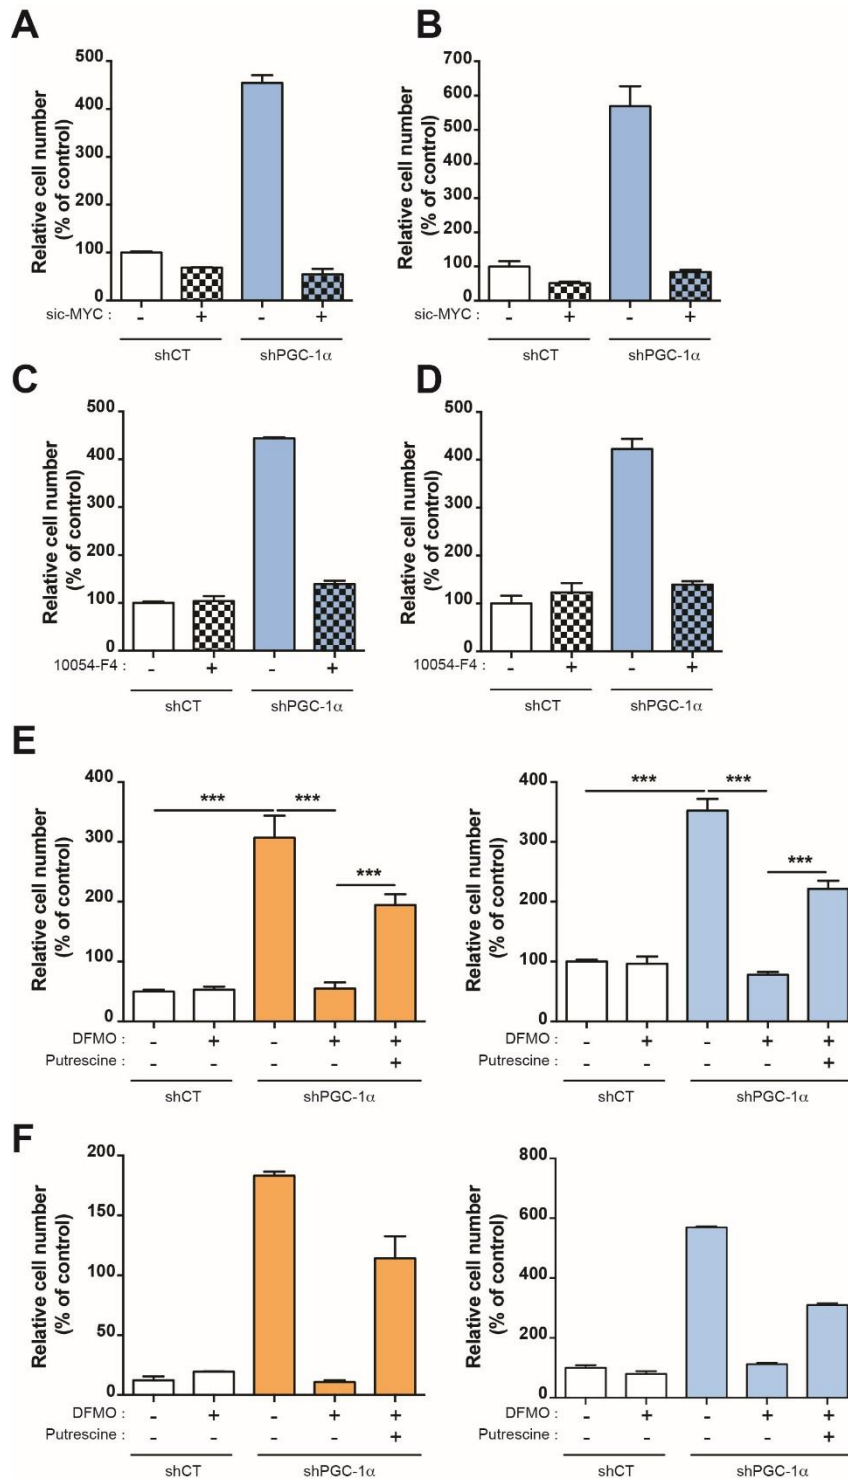 A
B
Relative cell number
(% of control)
500
400
300
200
100
0
sic-MYC : - + - +
shCT shPGC-1α
Relative cell number
(% of control)
700
600
500
400
300
200
100
0
sic-MYC : - + - +
shCT shPGC-1α
C
D
Relative cell number
(% of control)
500
400
300
200
100
0
10054-F4 : - + - +
shCT shPGC-1α
Relative cell number
(% of control)
500
400
300
200
100
0
10054-F4 : - + - +
shCT shPGC-1α
E
Relative cell number
(% of control)
400
300
200
100
0
*** ***
***
DFMO : - + - + +
Putrescine : - - - - +
shCT shPGC-1α
Relative cell number
(% of control)
400
300
200
100
0
*** ***
***
DFMO : - + - + +
Putrescine : - - - - +
shCT shPGC-1α
F
Relative cell number
(% of control)
200
150
100
50
0
DFMO : - + - + +
Putrescine : - - - - +
shCT shPGC-1α
Relative cell number
(% of control)
800
600
400
200
0
DFMO : - + - + +
Putrescine : - - - - +
shCT shPGC-1α